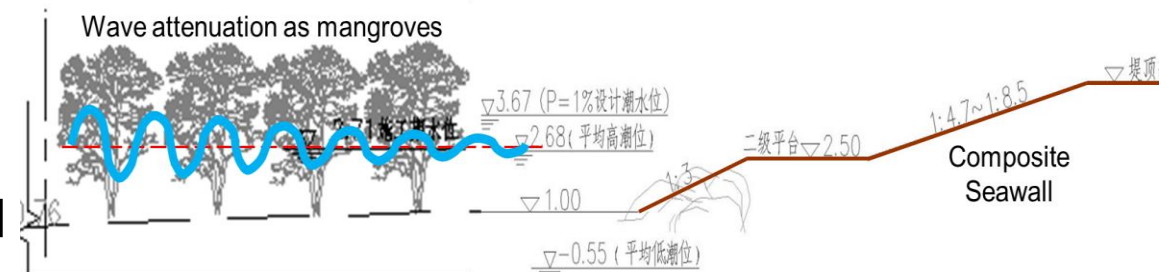 Wave attenuation as mangroves
▽3.67 (P=1%设计潮水位)
▽2.68(平均高潮位)
▽1.00
▽-0.55(平均低潮位)
1:3
二级平台▽2.50
1:4.7~1:8.5
▽堤顶
Composite
Seawall